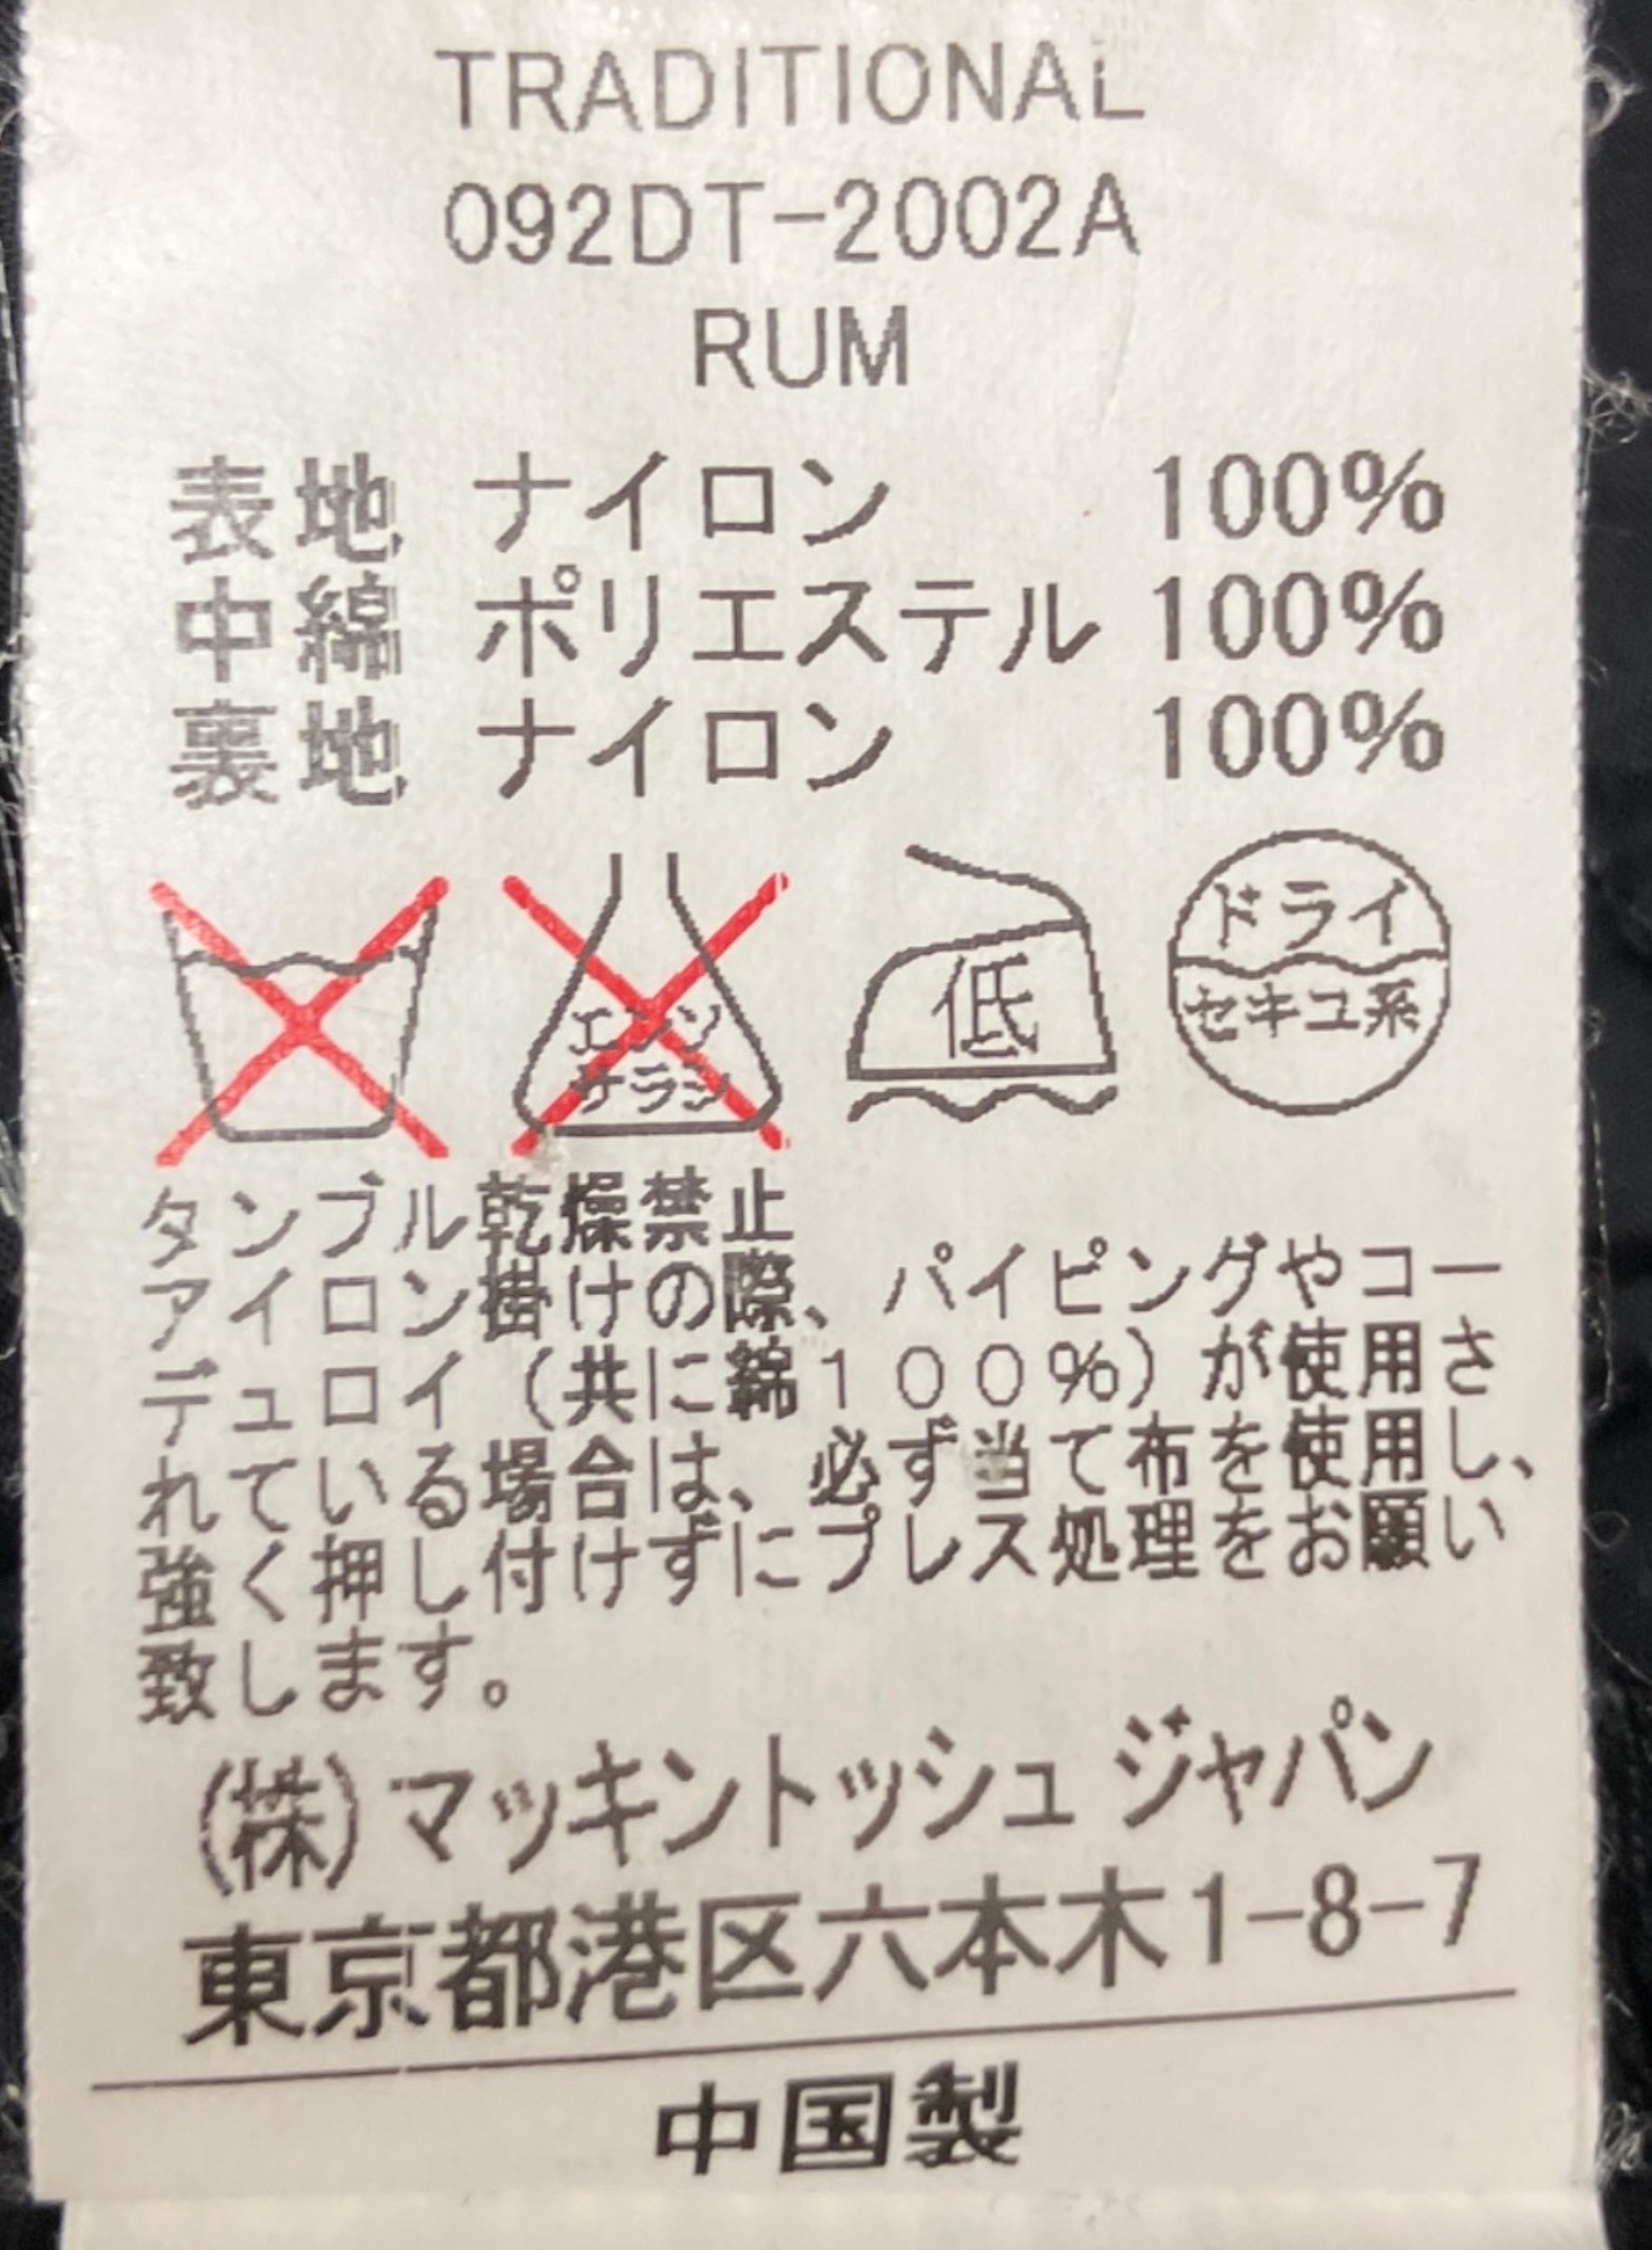 TRADITIONAL
092DT-2002A
RUM
表地 ナイロン 100%
中綿 ポリエステル 100%
裏地 ナイロン 100%
エンソ
サラシ
低
ドライ
セキユ系
タンブル乾燥禁止
アイロン掛けの際、パイピングやコー
デュロイ（共に綿１００％）が使用さ
れている場合は、必ず当て布を使用し、
強く押し付けずにプレス処理をお願い
致します。
(株)マッキントッシュ ジャパン
東京都港区六本木1-8-7
中国製